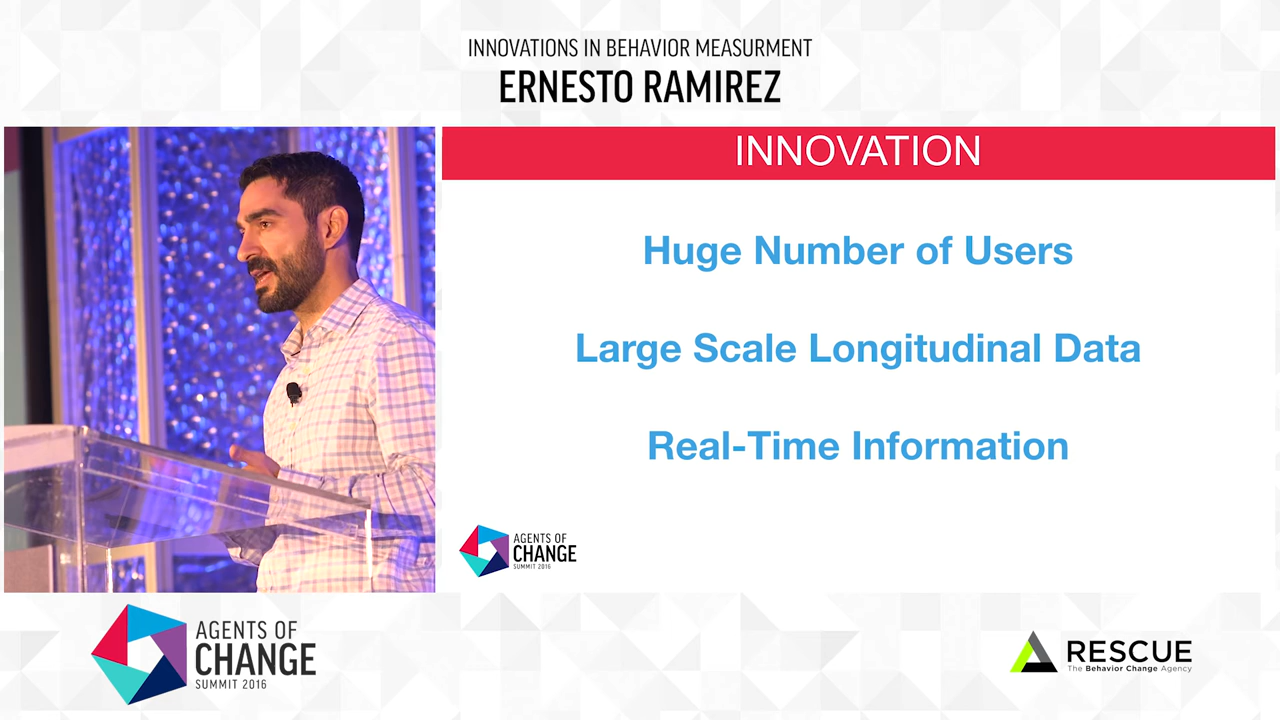 INNOVATIONS IN BEHAVIOR MEASURMENT
ERNESTO RAMIREZ
INNOVATION
Huge Number of Users
Large Scale Longitudinal Data
Real-Time Information
AGENTS OF
CHANGE
SUMMIT 2016
AGENTS OF
CHANGE
SUMMIT 2016
RESCUE
The Behavior Change Agency